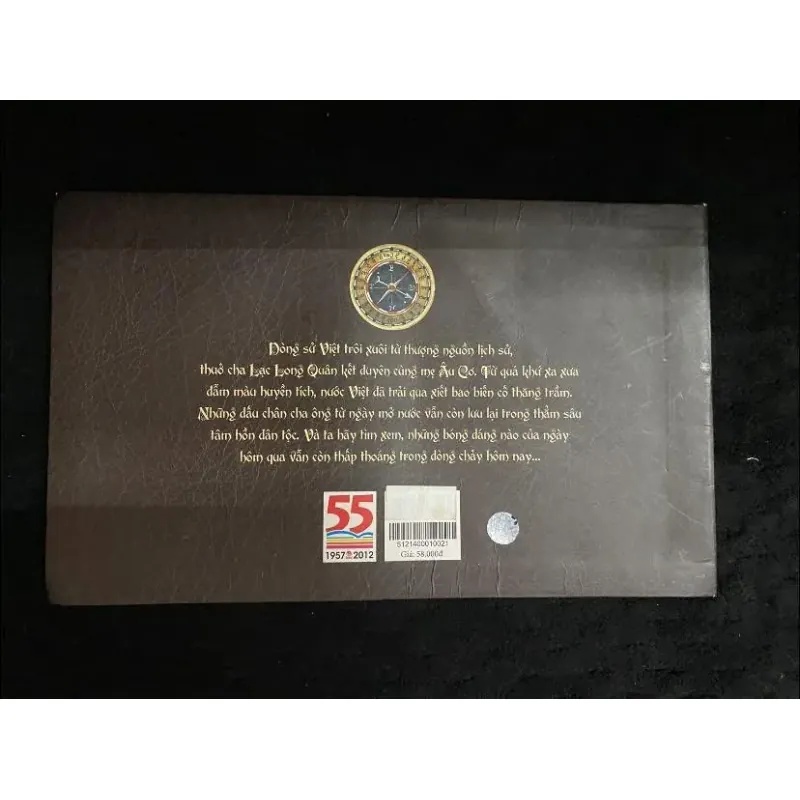 Dòng sử Việt trôi xuôi từ thượng nguồn lịch sử,
thuở cha Lạc Long Quân kết duyên cùng mẹ Âu Cơ. Từ quá khứ xa xưa
đẫm màu huyền tích, nước Việt đã trải qua xiết bao biến cố thăng trầm.
Những dấu chân cha ông từ ngày mở nước vẫn còn lưu lại trong thẳm sâu
tâm hồn dân tộc. Và ta hãy tìm xem, những bóng dáng nào của ngày
hôm qua vẫn còn thấp thoáng trong dòng chảy hôm nay...
55
1957 2012
5121400010021
Giá: 58.000đ